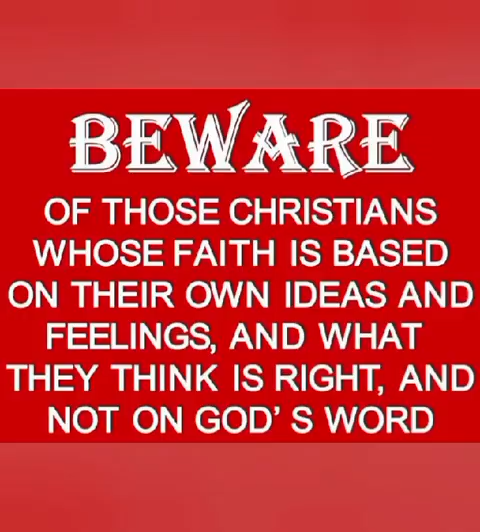 BEWARE
OF THOSE CHRISTIANS
WHOSE FAITH IS BASED
ON THEIR OWN IDEAS AND
FEELINGS, AND WHAT
THEY THINK IS RIGHT, AND
NOT ON GOD' S WORD